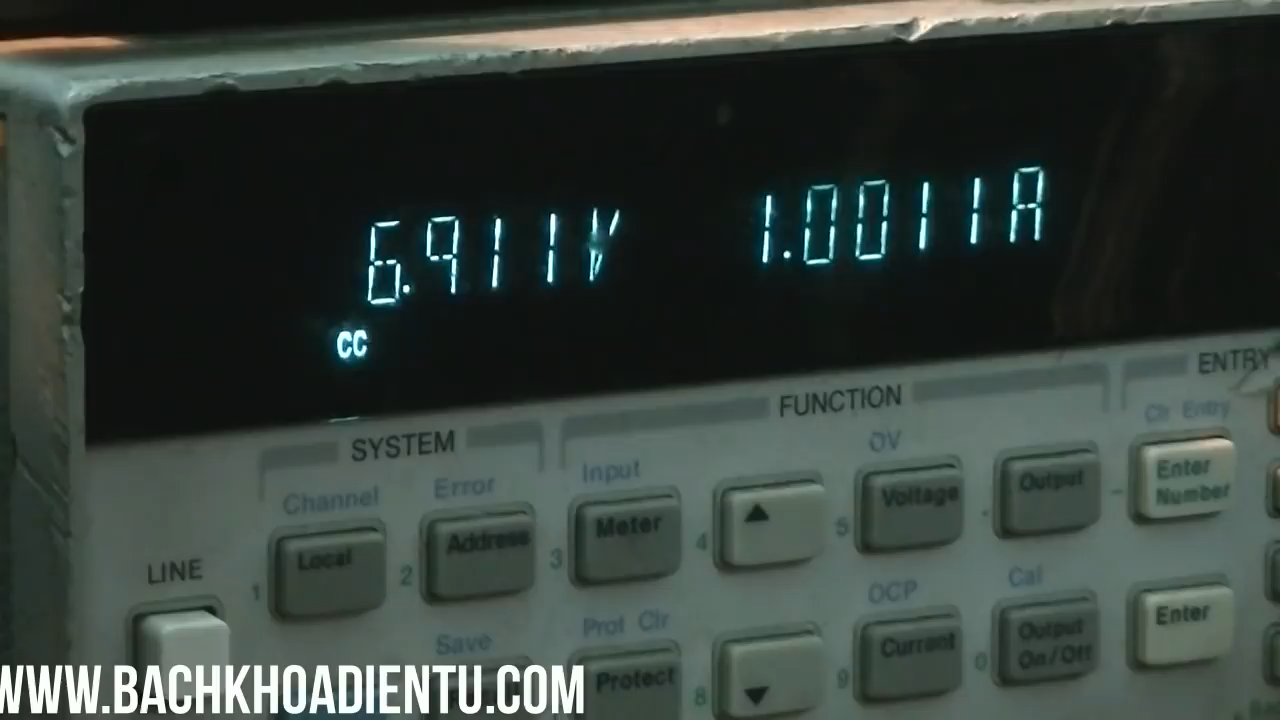 6.911V 1.0011A
CC
SYSTEM FUNCTION ENTRY
Channel Error Input OV Clr Entry
Local Address Meter ▲ Voltage Output Enter Number
LINE 1 2 3 4 5 . -
Save Prot Clr OCP Cal
Protect ▼ Current Output On/Off Enter
8 9 0
WWW.BACHKHOADIENTU.COM